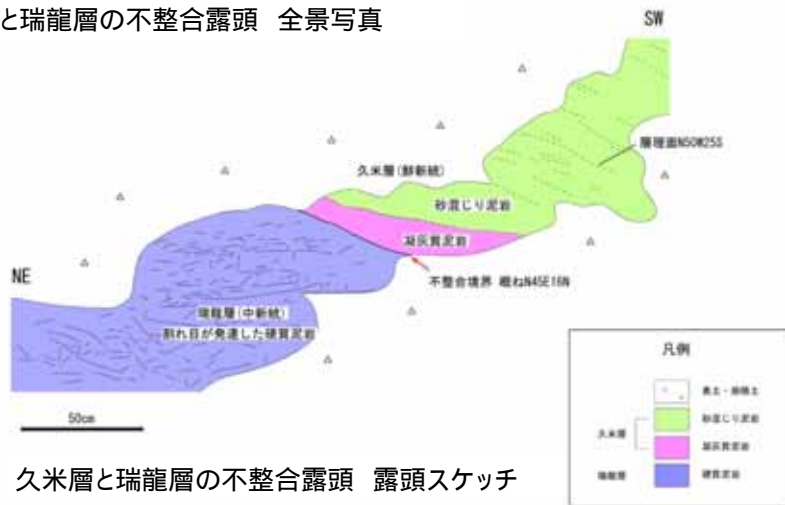 と瑞龍層の不整合露頭 全景写真
SW
層理面N50W25S
久米層(鮮新統)
砂混じり泥岩
凝灰質泥岩
NE
不整合境界 概ねN45E16N
瑞龍層(中新統)
割れ目が発達した硬質泥岩
50cm
凡例
表土・崩積土
久米層
砂混じり泥岩
凝灰質泥岩
瑞龍層
硬質泥岩
久米層と瑞龍層の不整合露頭 露頭スケッチ